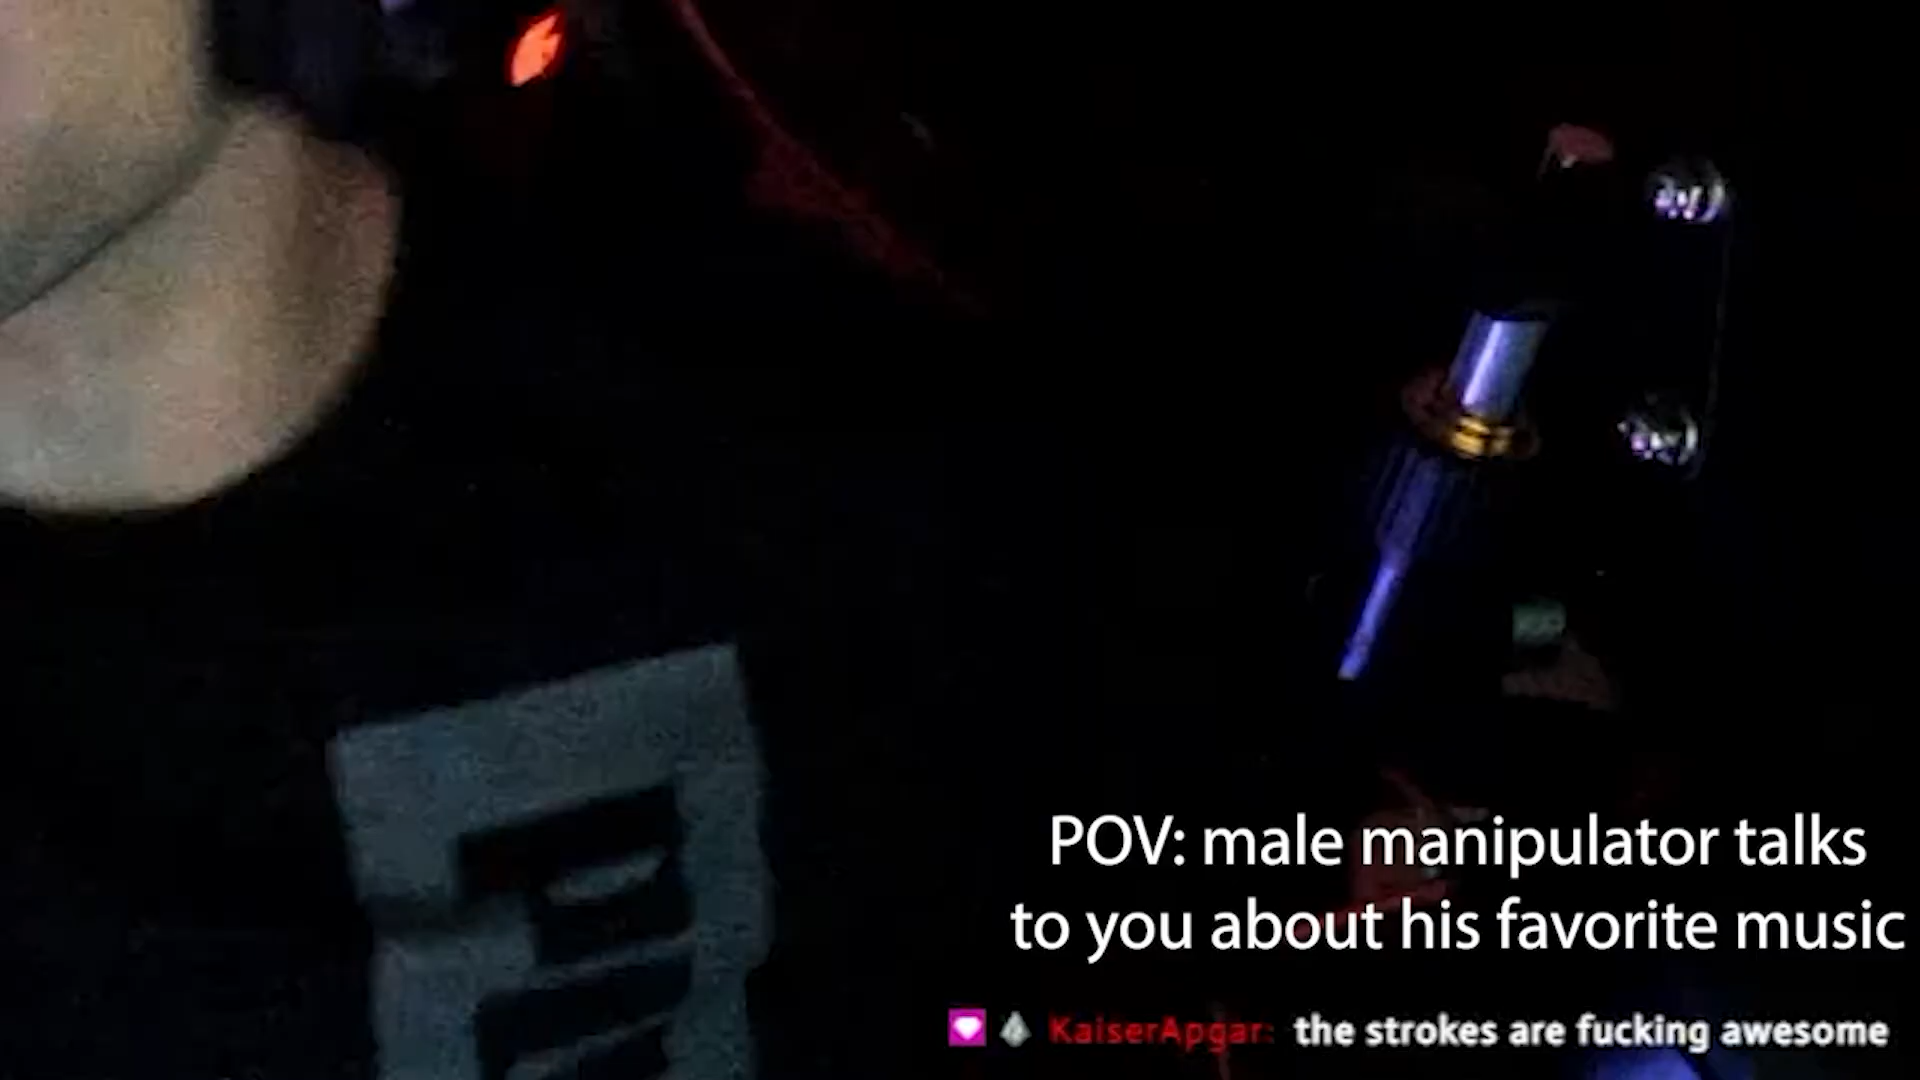 POV: male manipulator talks
to you about his favorite music
KaiserApgar: the strokes are fucking awesome